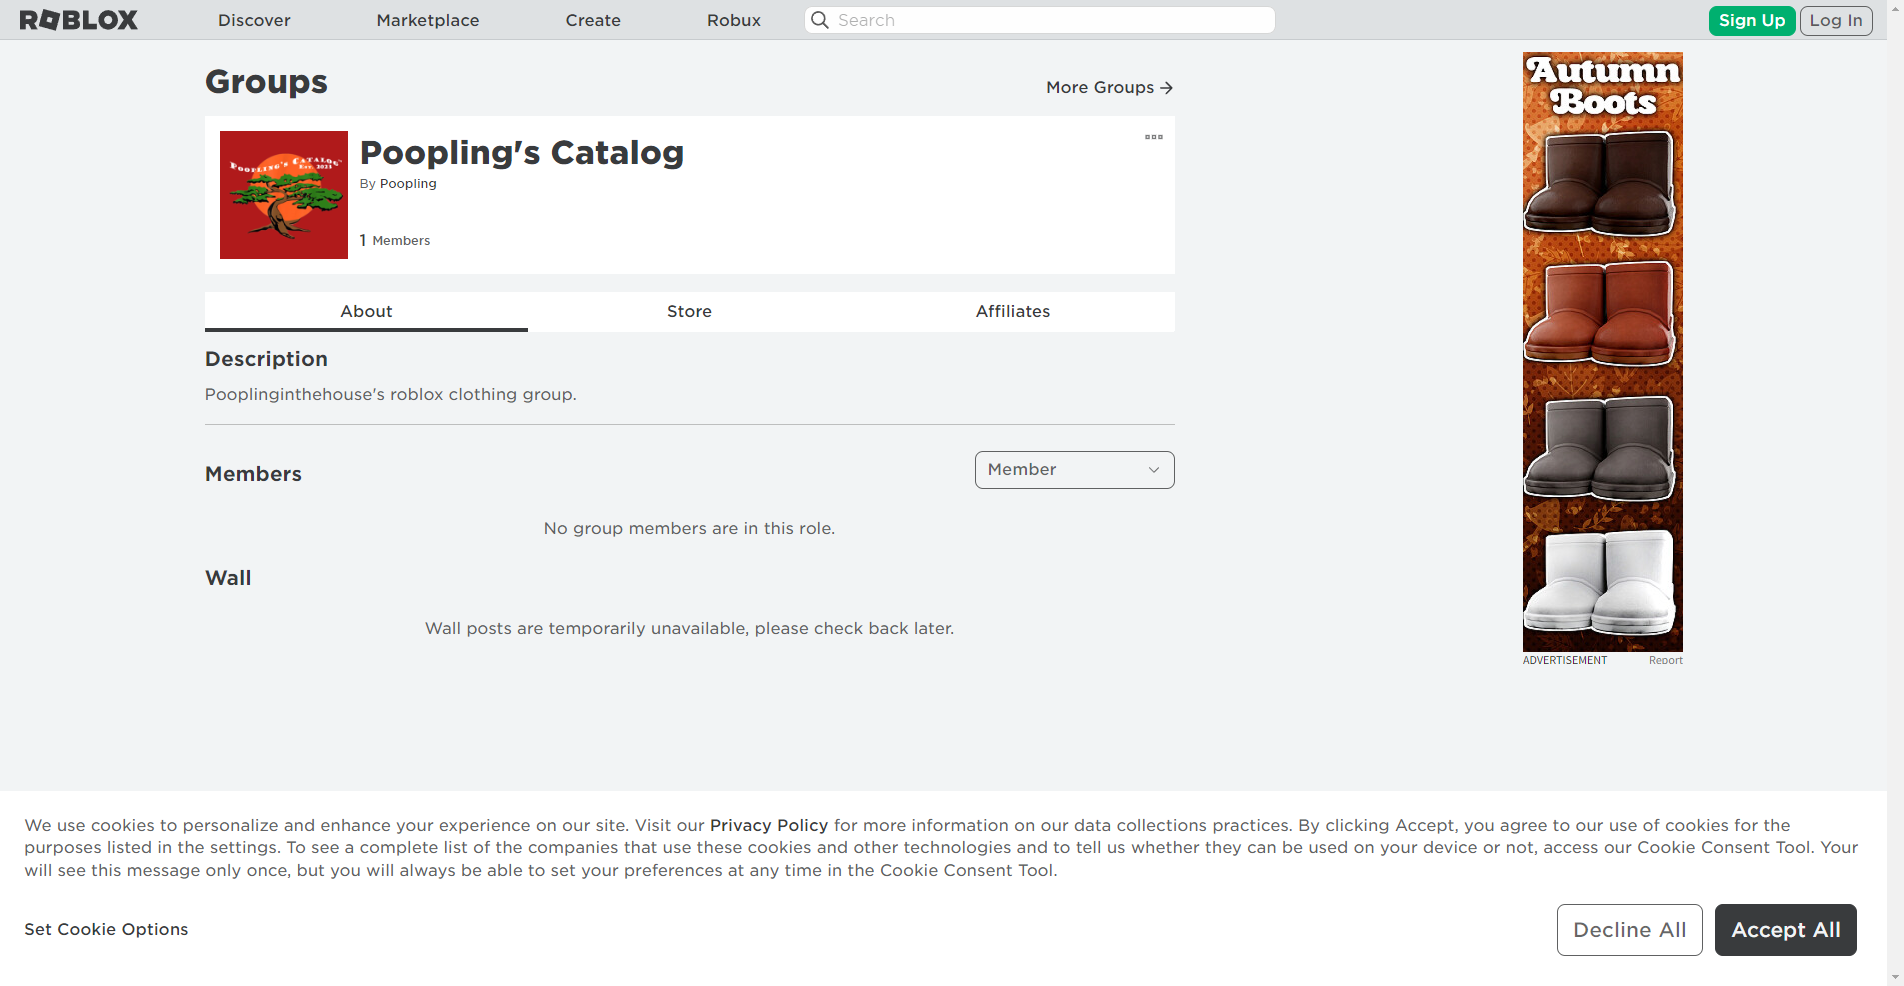 ROBLOX
Discover
Marketplace
Create
Robux
Search
Sign Up
Log In
Groups
More Groups
POOPLING'S CATALOG™
EST. 2023
Poopling's Catalog
By Poopling
1 Members
About
Store
Affiliates
Description
Pooplinginthehouse's roblox clothing group.
Members
Member
No group members are in this role.
Wall
Wall posts are temporarily unavailable, please check back later.
Autumn
Boots
ADVERTISEMENT
Report
We use cookies to personalize and enhance your experience on our site. Visit our Privacy Policy for more information on our data collections practices. By clicking Accept, you agree to our use of cookies for the
purposes listed in the settings. To see a complete list of the companies that use these cookies and other technologies and to tell us whether they can be used on your device or not, access our Cookie Consent Tool. Your
will see this message only once, but you will always be able to set your preferences at any time in the Cookie Consent Tool.
Set Cookie Options
Decline All
Accept All